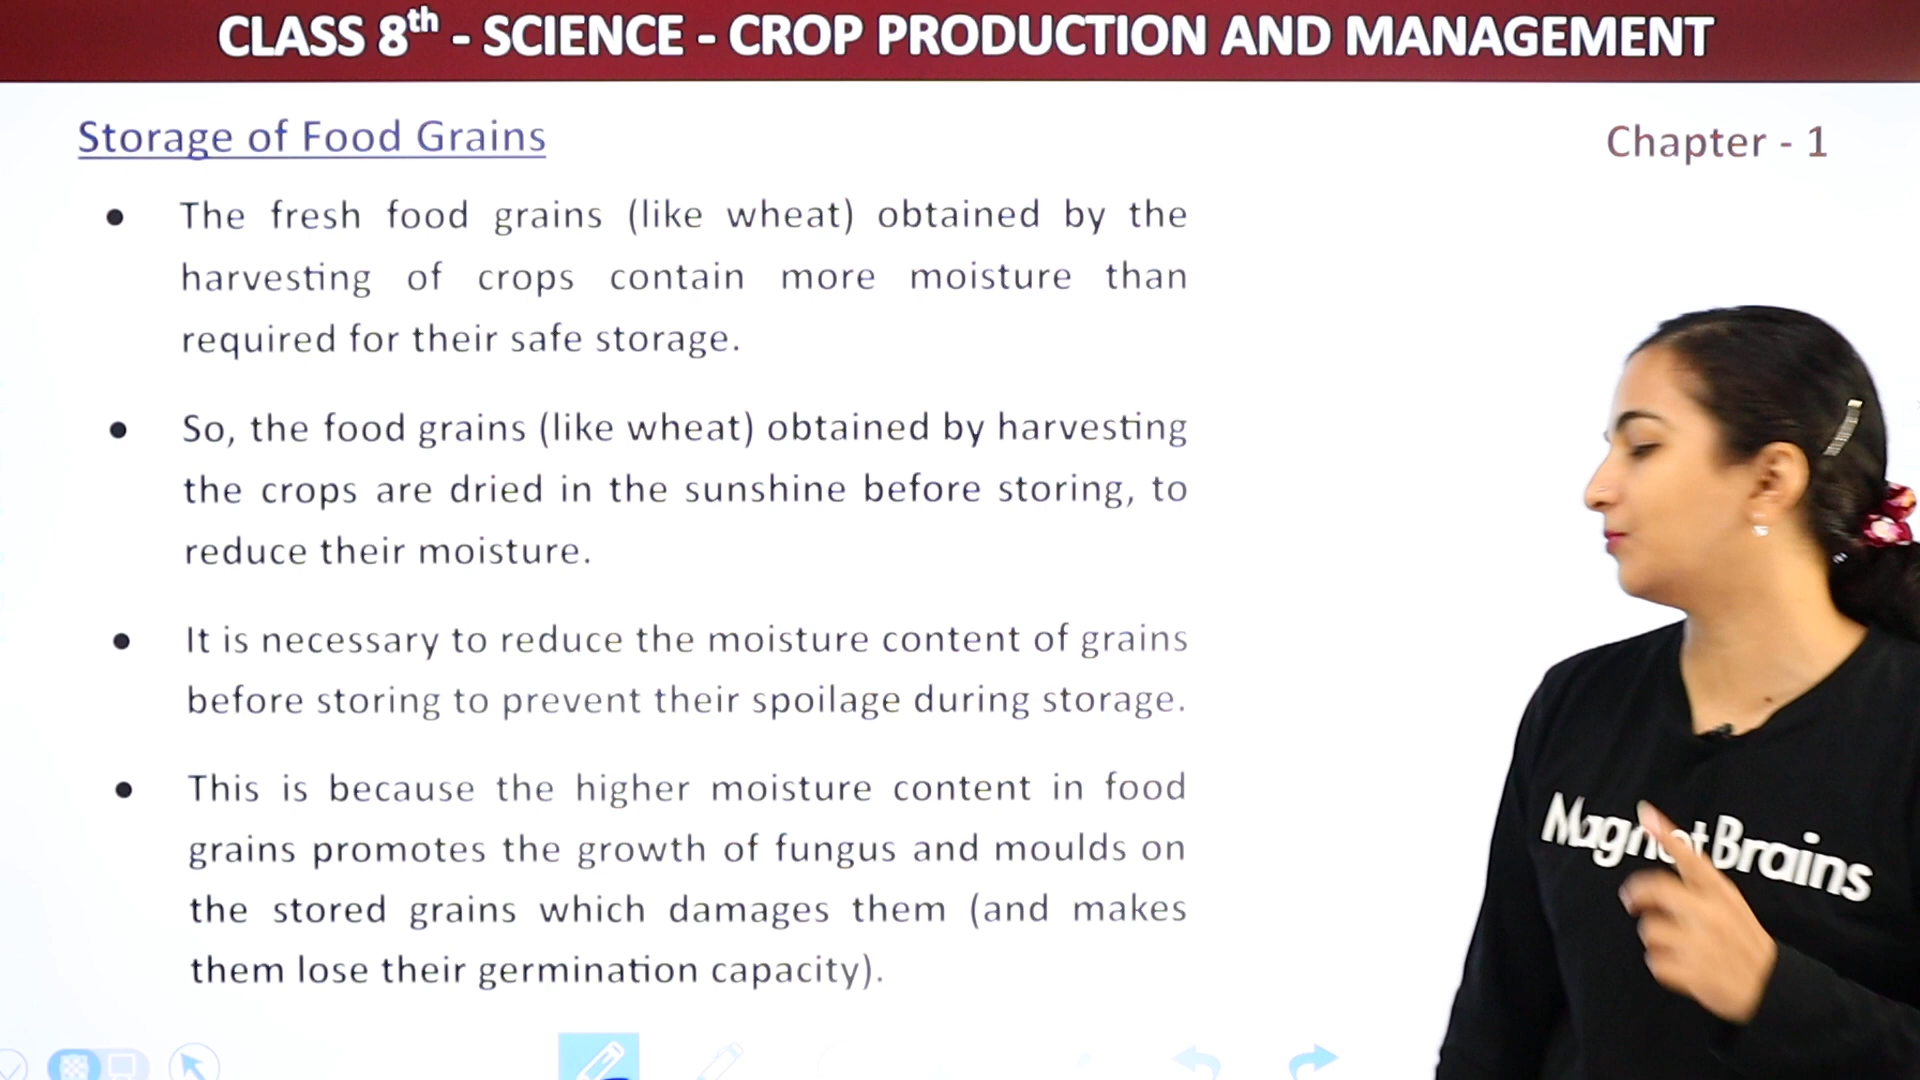 CLASS 8th - SCIENCE - CROP PRODUCTION AND MANAGEMENT
Storage of Food Grains
Chapter - 1
● The fresh food grains (like wheat) obtained by the
harvesting of crops contain more moisture than
required for their safe storage.
● So, the food grains (like wheat) obtained by harvesting
the crops are dried in the sunshine before storing, to
reduce their moisture.
● It is necessary to reduce the moisture content of grains
before storing to prevent their spoilage during storage.
● This is because the higher moisture content in food
grains promotes the growth of fungus and moulds on
the stored grains which damages them (and makes
them lose their germination capacity).
Magnet Brains